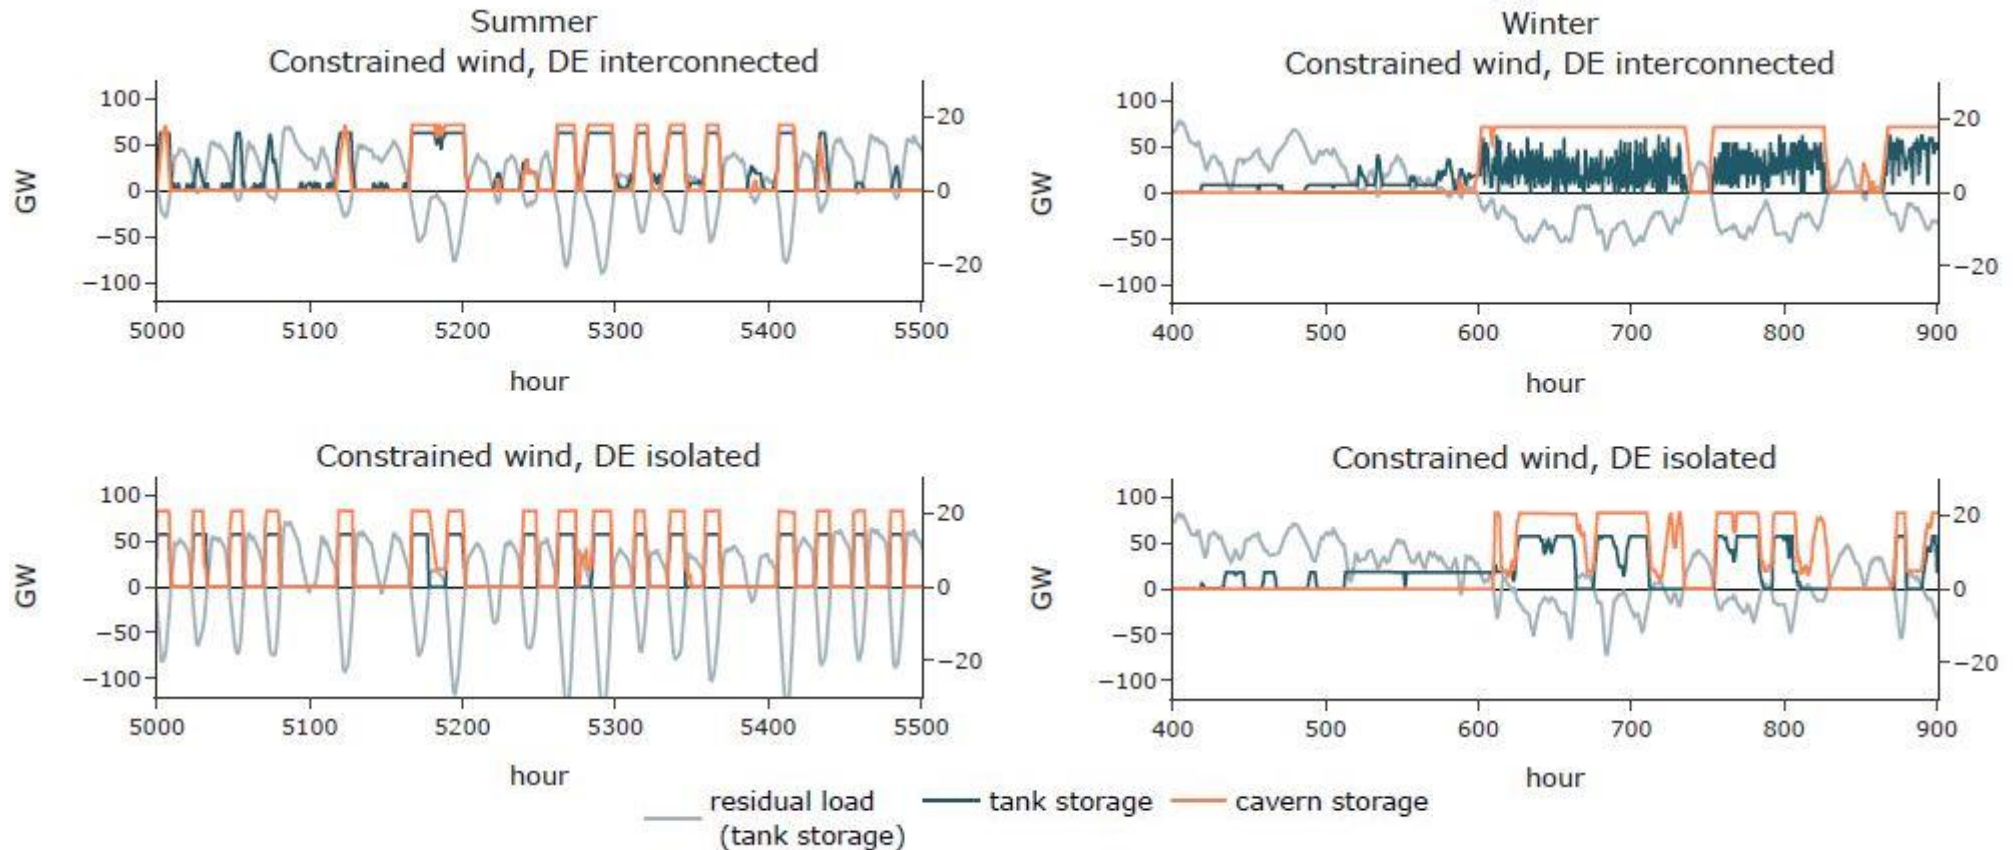 Summer
Constrained wind, DE interconnected
100
50
0
−50
−100
GW
20
0
−20
5000 5100 5200 5300 5400 5500
hour
Winter
Constrained wind, DE interconnected
100
50
0
−50
−100
GW
20
0
−20
400 500 600 700 800 900
hour
Constrained wind, DE isolated
100
50
0
−50
−100
GW
20
0
−20
5000 5100 5200 5300 5400 5500
hour
Constrained wind, DE isolated
100
50
0
−50
−100
GW
20
0
−20
400 500 600 700 800 900
hour
residual load
(tank storage)
tank storage
cavern storage